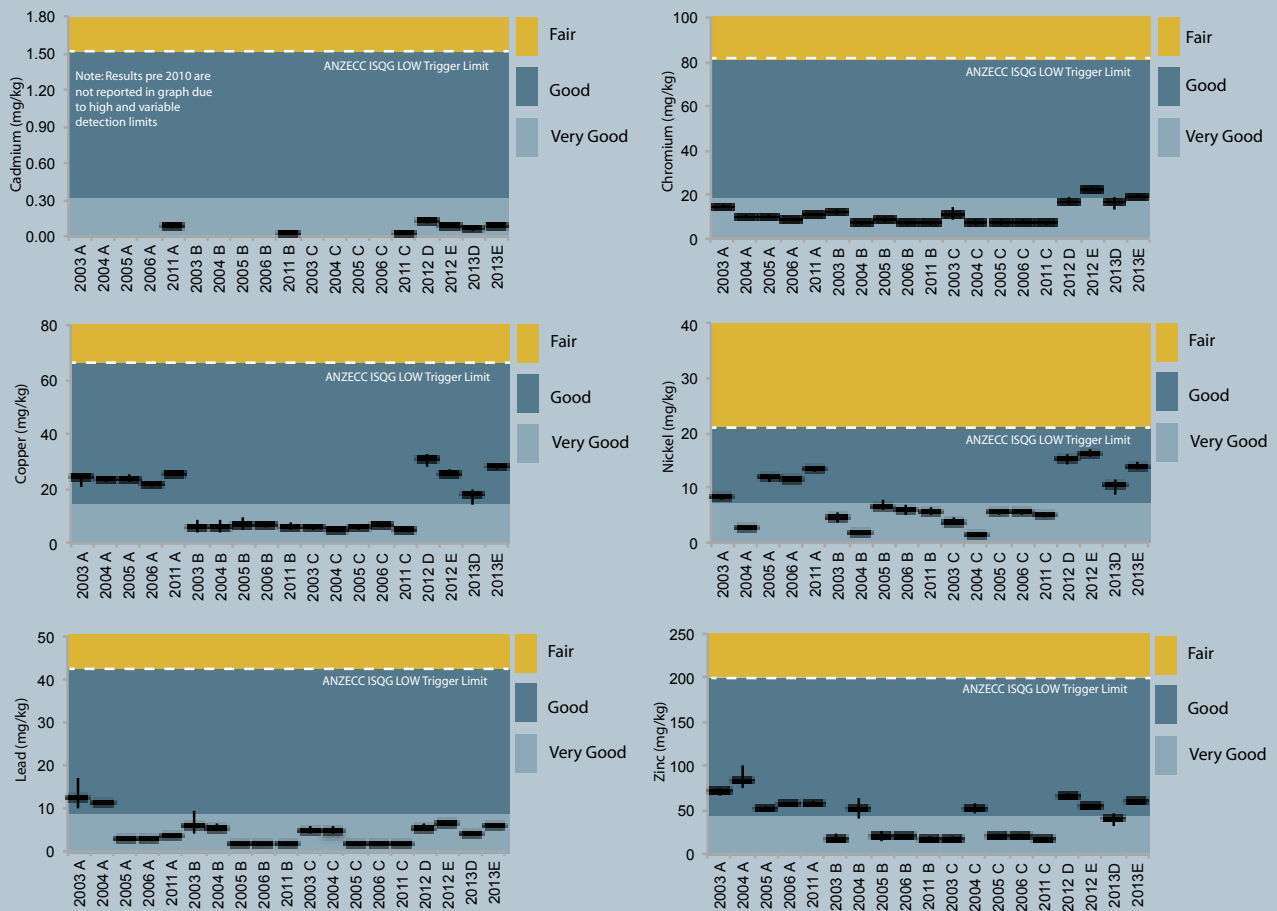 Cadmium (mg/kg)
1.80
1.50
1.20
0.90
0.60
0.30
0.00
Note: Results pre 2010 are
not reported in graph due
to high and variable
detection limits
ANZECC ISQG LOW Trigger Limit
2003 A
2004 A
2005 A
2006 A
2011 A
2003 B
2004 B
2005 B
2006 B
2011 B
2003 C
2004 C
2005 C
2006 C
2011 C
2012 D
2012 E
2013D
2013E
Fair
Good
Very Good
Chromium (mg/kg)
100
80
60
40
20
0
ANZECC ISQG LOW Trigger Limit
2003 A
2004 A
2005 A
2006 A
2011 A
2003 B
2004 B
2005 B
2006 B
2011 B
2003 C
2004 C
2005 C
2006 C
2011 C
2012 D
2012 E
2013D
2013E
Fair
Good
Very Good
Copper (mg/kg)
80
60
40
20
0
ANZECC ISQG LOW Trigger Limit
2003 A
2004 A
2005 A
2006 A
2011 A
2003 B
2004 B
2005 B
2006 B
2011 B
2003 C
2004 C
2005 C
2006 C
2011 C
2012 D
2012 E
2013D
2013E
Fair
Good
Very Good
Nickel (mg/kg)
40
30
20
10
0
ANZECC ISQG LOW Trigger Limit
2003 A
2004 A
2005 A
2006 A
2011 A
2003 B
2004 B
2005 B
2006 B
2011 B
2003 C
2004 C
2005 C
2006 C
2011 C
2012 D
2012 E
2013D
2013E
Fair
Good
Very Good
Lead (mg/kg)
50
40
30
20
10
0
ANZECC ISQG LOW Trigger Limit
2003 A
2004 A
2005 A
2006 A
2011 A
2003 B
2004 B
2005 B
2006 B
2011 B
2003 C
2004 C
2005 C
2006 C
2011 C
2012 D
2012 E
2013D
2013E
Fair
Good
Very Good
Zinc (mg/kg)
250
200
150
100
50
0
ANZECC ISQG LOW Trigger Limit
2003 A
2004 A
2005 A
2006 A
2011 A
2003 B
2004 B
2005 B
2006 B
2011 B
2003 C
2004 C
2005 C
2006 C
2011 C
2012 D
2012 E
2013D
2013E
Fair
Good
Very Good